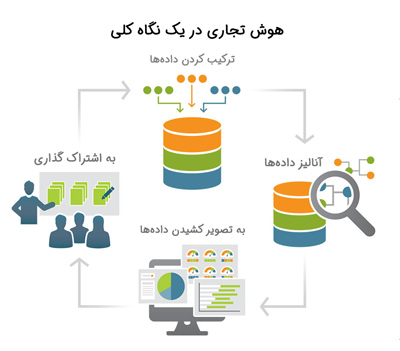 هوش تجاری در یک نگاه کلی
ترکیب کردن داده‌ها
آنالیز داده‌ها
به تصویر کشیدن داده‌ها
به اشتراک گذاری